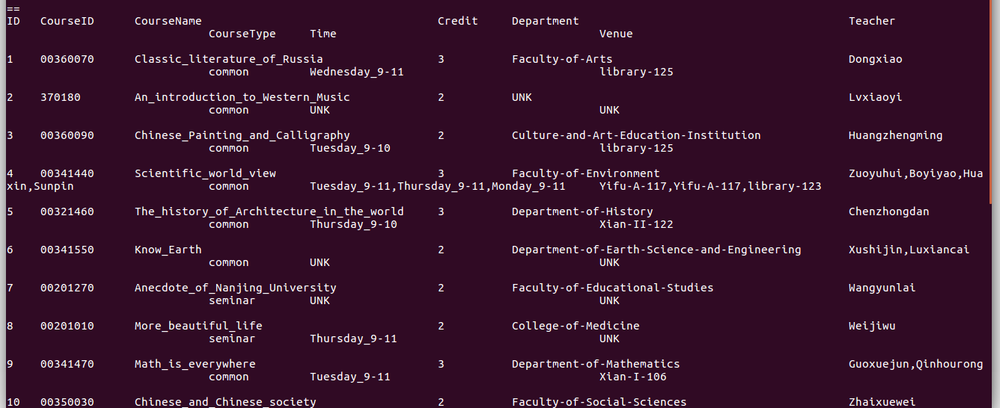 ==
ID CourseID CourseName Credit Department Teacher
CourseType Time Venue
1 00360070 Classic_literature_of_Russia 3 Faculty-of-Arts Dongxiao
common Wednesday_9-11 library-125
2 370180 An_introduction_to_Western_Music 2 UNK Lvxiaoyi
common UNK UNK
3 00360090 Chinese_Painting_and_Calligraphy 2 Culture-and-Art-Education-Institution Huangzhengming
common Tuesday_9-10 library-125
4 00341440 Scientific_world_view 3 Faculty-of-Environment Zuoyuhui,Boyiyao,Hua
xin,Sunpin common Tuesday_9-11,Thursday_9-11,Monday_9-11 Yifu-A-117,Yifu-A-117,library-123
5 00321460 The_history_of_Architecture_in_the_world 3 Department-of-History Chenzhongdan
common Thursday_9-10 Xian-II-122
6 00341550 Know_Earth 2 Department-of-Earth-Science-and-Engineering Xushijin,Luxiancai
common UNK UNK
7 00201270 Anecdote_of_Nanjing_University 2 Faculty-of-Educational-Studies Wangyunlai
seminar UNK UNK
8 00201010 More_beautiful_life 2 College-of-Medicine Weijiwu
seminar Thursday_9-11 UNK
9 00341470 Math_is_everywhere 3 Department-of-Mathematics Guoxuejun,Qinhourong
common Tuesday_9-11 Xian-I-106
10 00350030 Chinese_and_Chinese_society 2 Faculty-of-Social-Sciences Zhaixuewei